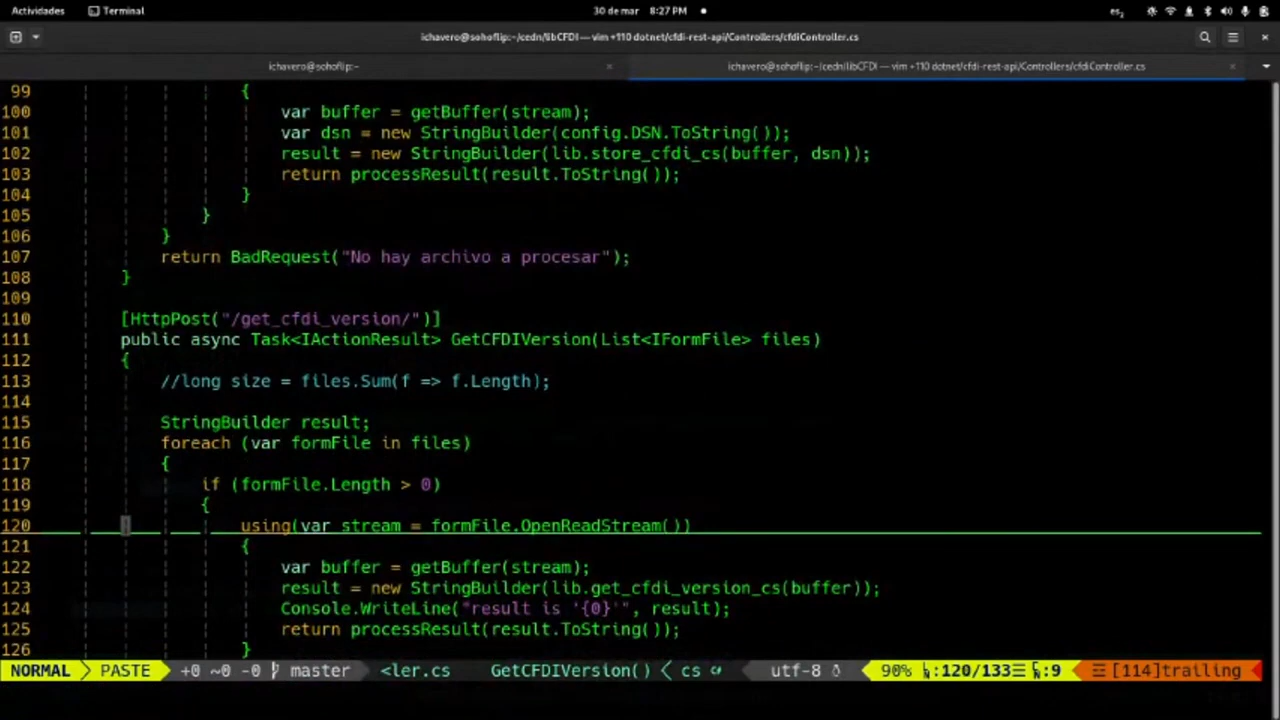 Actividades Terminal 30 de mar 8:27 PM es₂
ichavero@sohoflip:~/cedn/libCFDI — vim +110 dotnet/cfdi-rest-api/Controllers/cfdiController.cs
ichavero@sohoflip:~ × ichavero@sohoflip:~/cedn/libCFDI — vim +110 dotnet/cfdi-rest-api/Controllers/cfdiController.cs ×
99 {
100 var buffer = getBuffer(stream);
101 var dsn = new StringBuilder(config.DSN.ToString());
102 result = new StringBuilder(lib.store_cfdi_cs(buffer, dsn));
103 return processResult(result.ToString());
104 }
105 }
106 }
107 return BadRequest("No hay archivo a procesar");
108 }
109
110 [HttpPost("/get_cfdi_version/")]
111 public async Task<IActionResult> GetCFDIVersion(List<IFormFile> files)
112 {
113 //long size = files.Sum(f => f.Length);
114
115 StringBuilder result;
116 foreach (var formFile in files)
117 {
118 if (formFile.Length > 0)
119 {
120 using(var stream = formFile.OpenReadStream())
121 {
122 var buffer = getBuffer(stream);
123 result = new StringBuilder(lib.get_cfdi_version_cs(buffer));
124 Console.WriteLine("result is '{0}'", result);
125 return processResult(result.ToString());
126 }
NORMAL PASTE +0 ~0 -0 master <ler.cs GetCFDIVersion() cs utf-8 90% :120/133 :9 [114]trailing